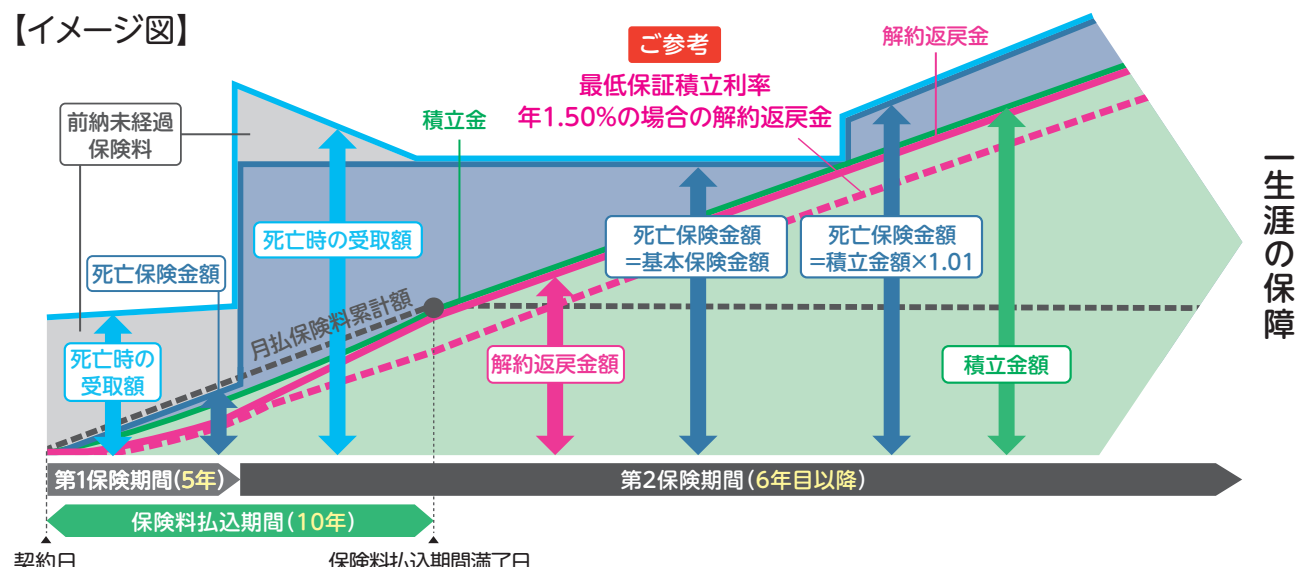 【イメージ図】
ご参考
最低保証積立利率
年1.50%の場合の解約返戻金
解約返戻金
前納未経過
保険料
積立金
死亡時の受取額
死亡保険金額
死亡保険金額
=基本保険金額
死亡保険金額
=積立金額×1.01
月払保険料累計額
死亡時の
受取額
解約返戻金額
積立金額
一生涯の保障
第1保険期間(5年)
第2保険期間(6年目以降)
保険料払込期間(10年)
契約日
保険料払込期間満了日